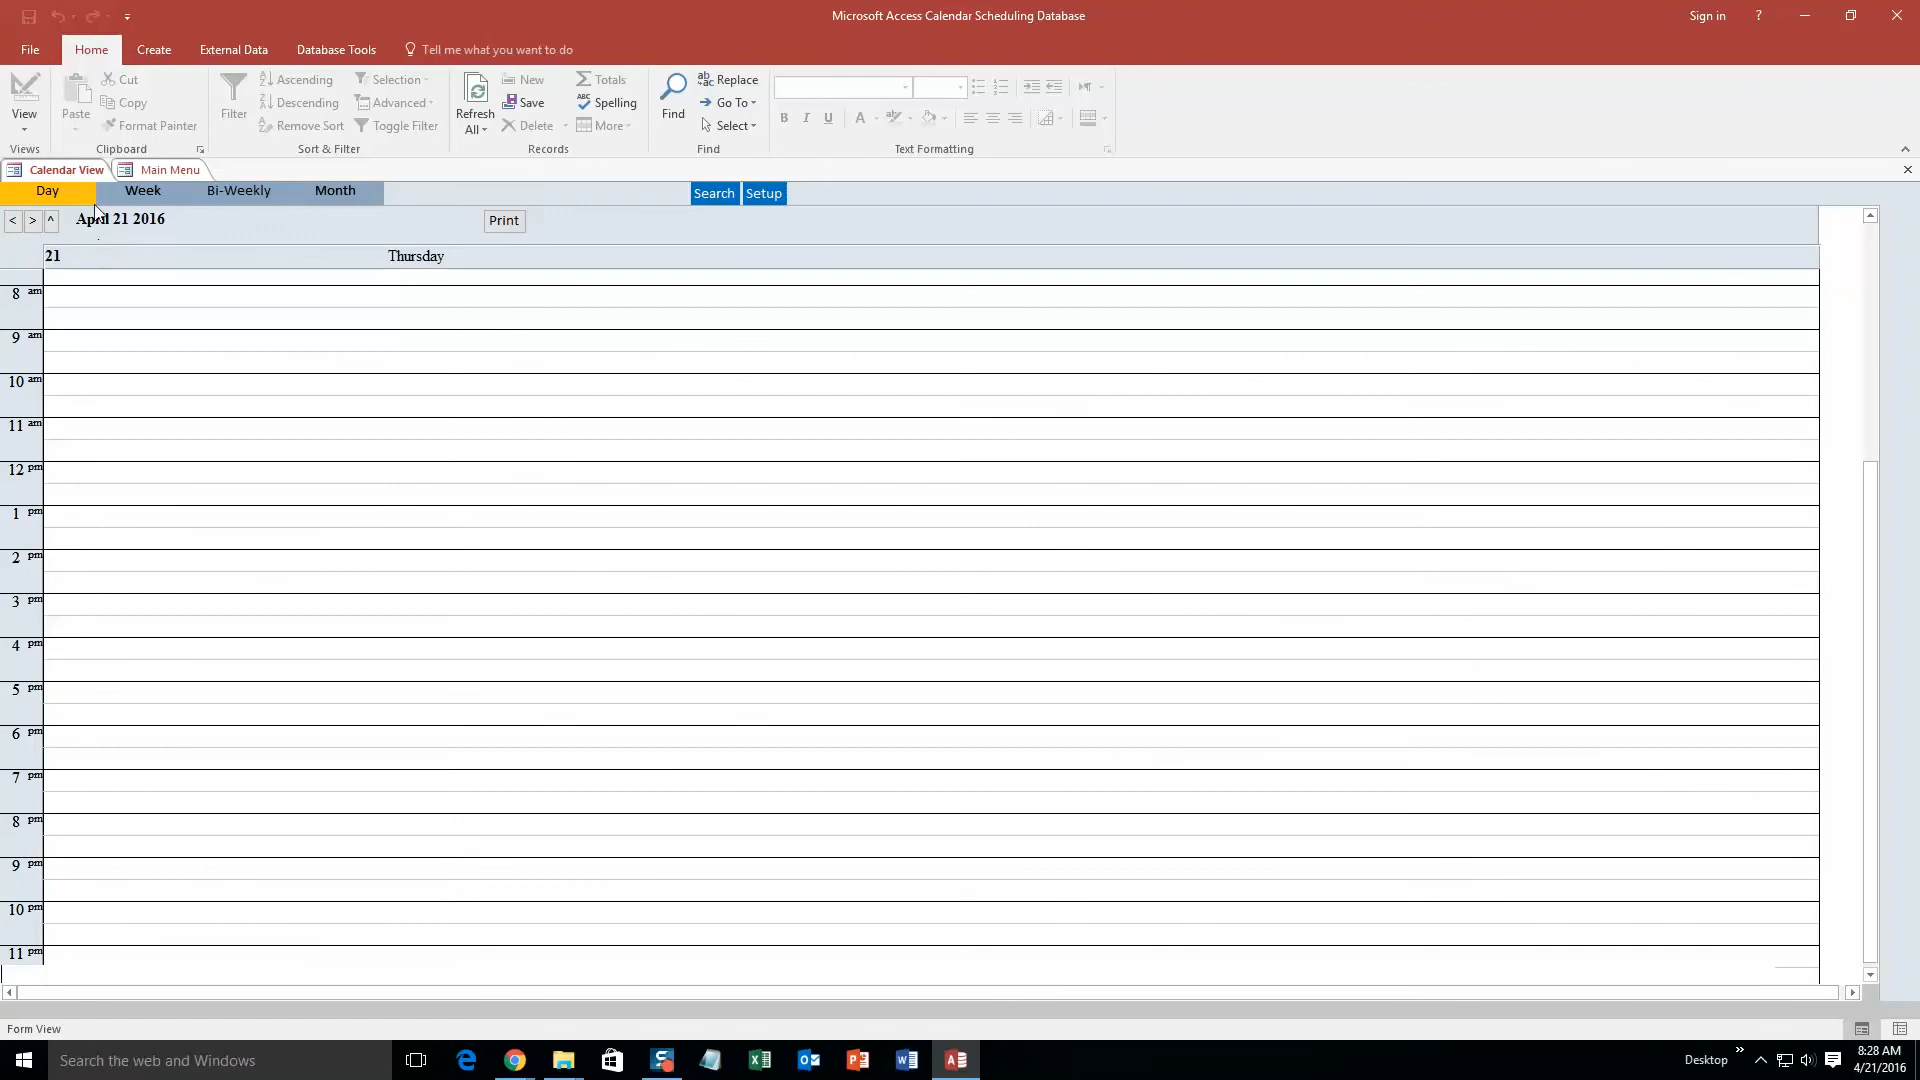 Microsoft Access Calendar Scheduling Database
Sign in
?
File
Home
Create
External Data
Database Tools
Tell me what you want to do
View
Paste
Cut
Copy
Format Painter
Filter
Ascending
Descending
Remove Sort
Selection
Advanced
Toggle Filter
Refresh
All
New
Save
Delete
Totals
Spelling
More
Find
Replace
Go To
Select
B I U A
Views
Clipboard
Sort & Filter
Records
Find
Text Formatting
Calendar View
Main Menu
Day
Week
Bi-Weekly
Month
Search
Setup
< > ^
April 21 2016
Print
21
Thursday
8 am
9 am
10 am
11 am
12 pm
1 pm
2 pm
3 pm
4 pm
5 pm
6 pm
7 pm
8 pm
9 pm
10 pm
11 pm
Form View
Search the web and Windows
Desktop
8:28 AM
4/21/2016